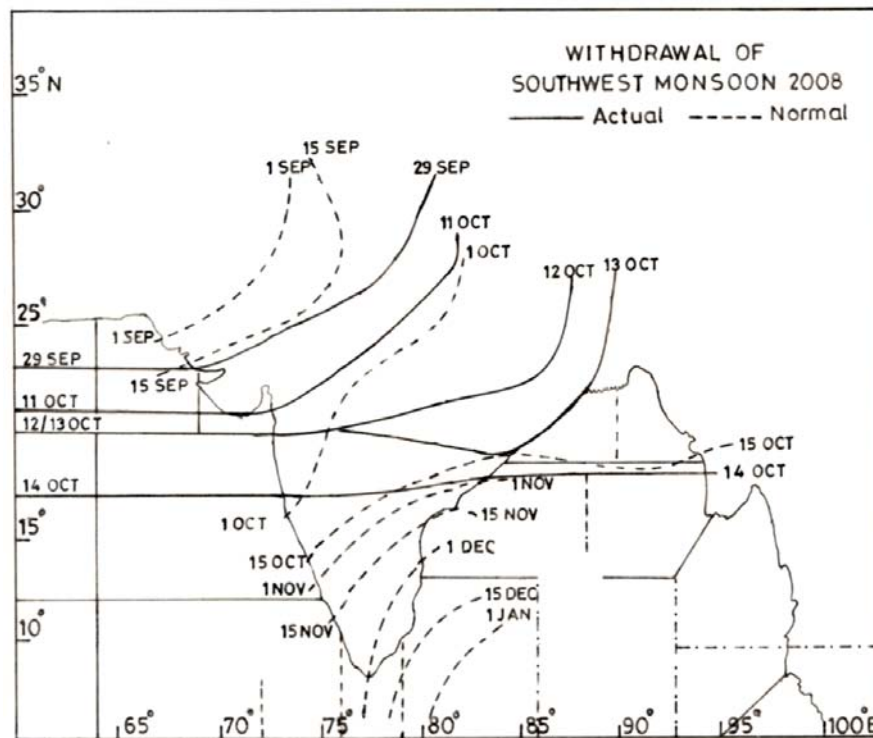 WITHDRAWAL OF
SOUTHWEST MONSOON 2008
Actual Normal
35°N
30°
25°
15°
10°
1 SEP
15 SEP
29 SEP
11 OCT
1 OCT
12 OCT
13 OCT
1 SEP
29 SEP
15 SEP
11 OCT
12/13 OCT
14 OCT
15 OCT
14 OCT
1 NOV
15 NOV
1 OCT
1 DEC
15 OCT
1 NOV
15 DEC
1 JAN
15 NOV
65° 70° 75° 80° 85° 90° 95° 100°E